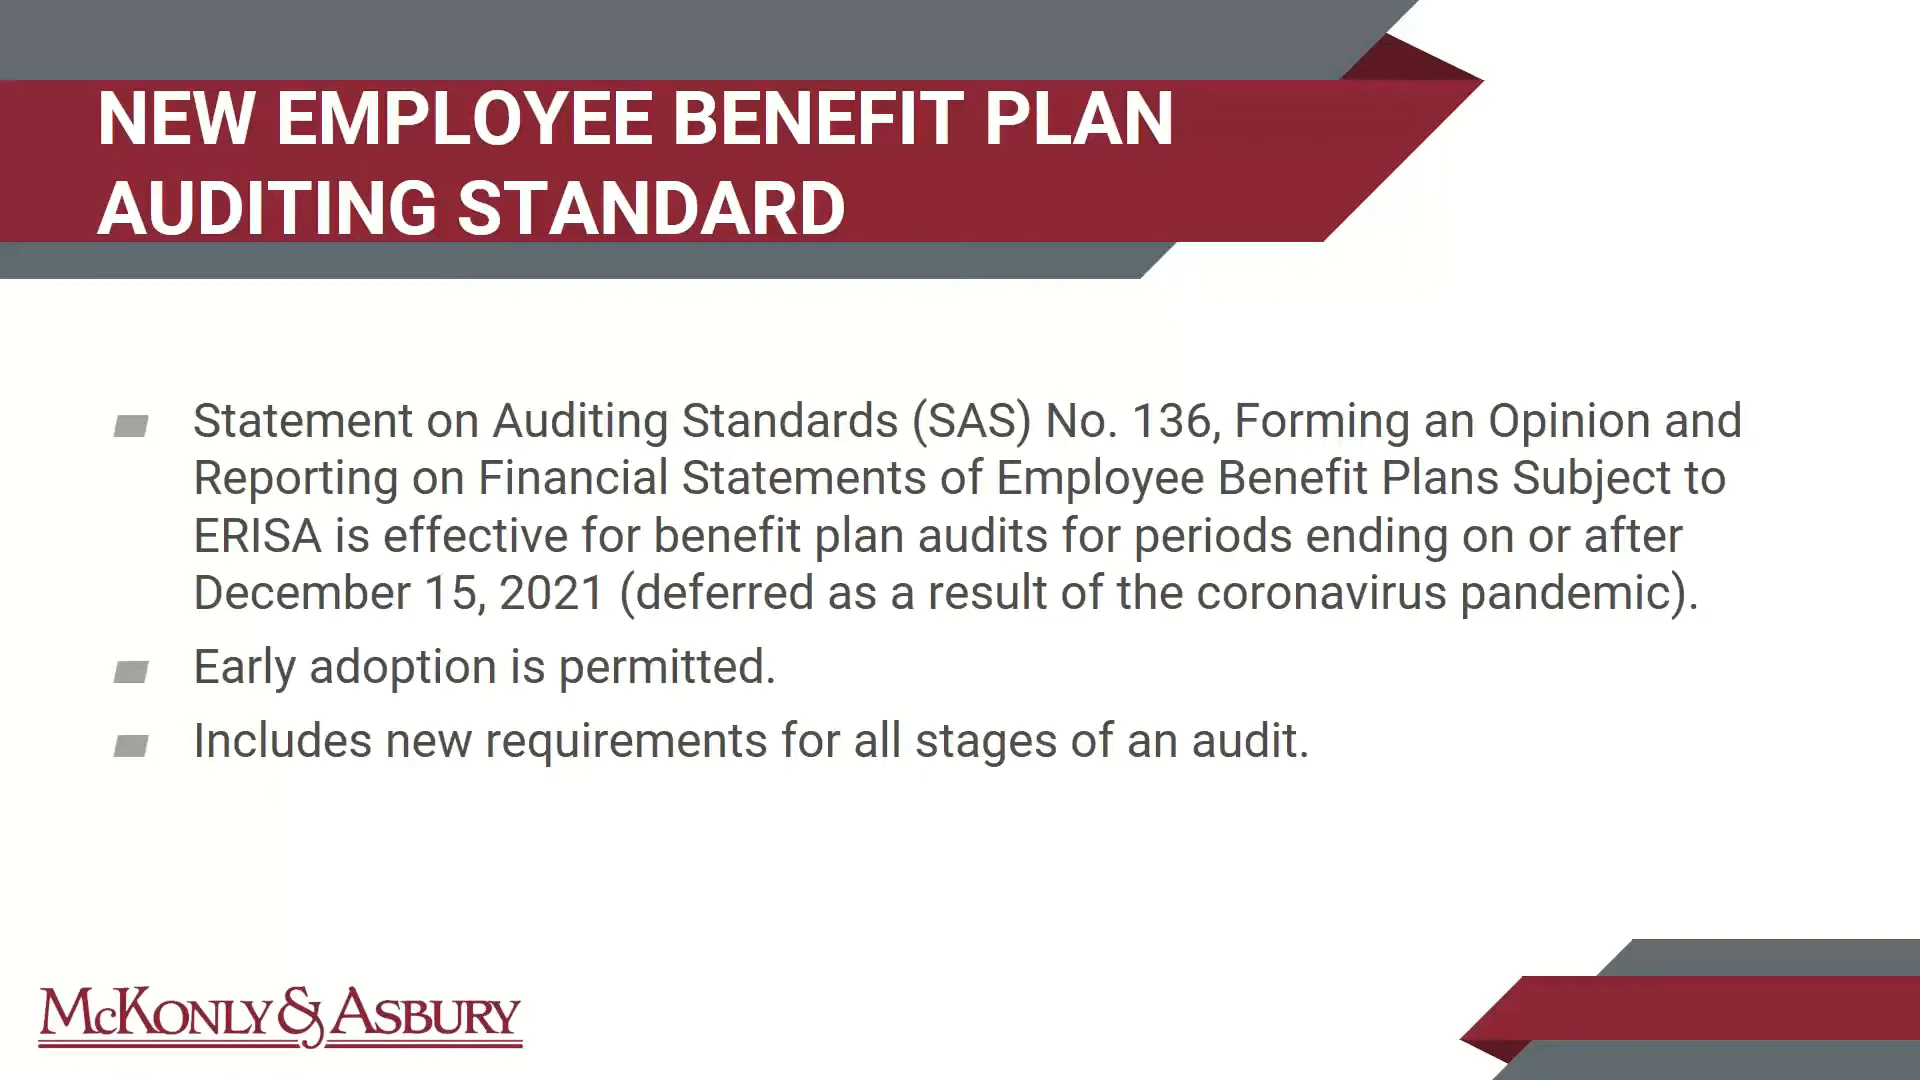 NEW EMPLOYEE BENEFIT PLAN
AUDITING STANDARD
Statement on Auditing Standards (SAS) No. 136, Forming an Opinion and
Reporting on Financial Statements of Employee Benefit Plans Subject to
ERISA is effective for benefit plan audits for periods ending on or after
December 15, 2021 (deferred as a result of the coronavirus pandemic).
Early adoption is permitted.
Includes new requirements for all stages of an audit.
McKonly & Asbury